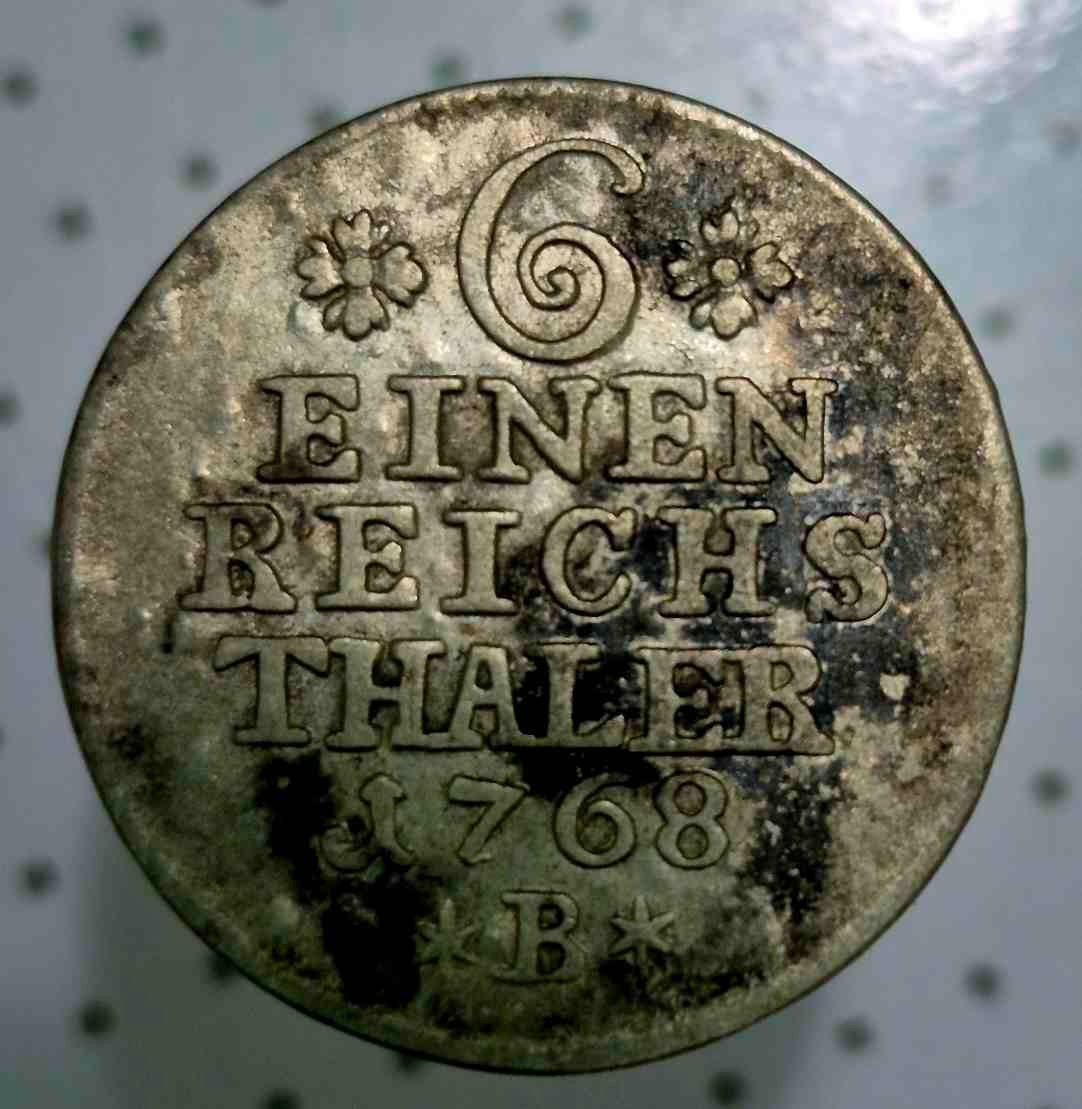 6
EINEN
REICHS
THALER
1768
* B *